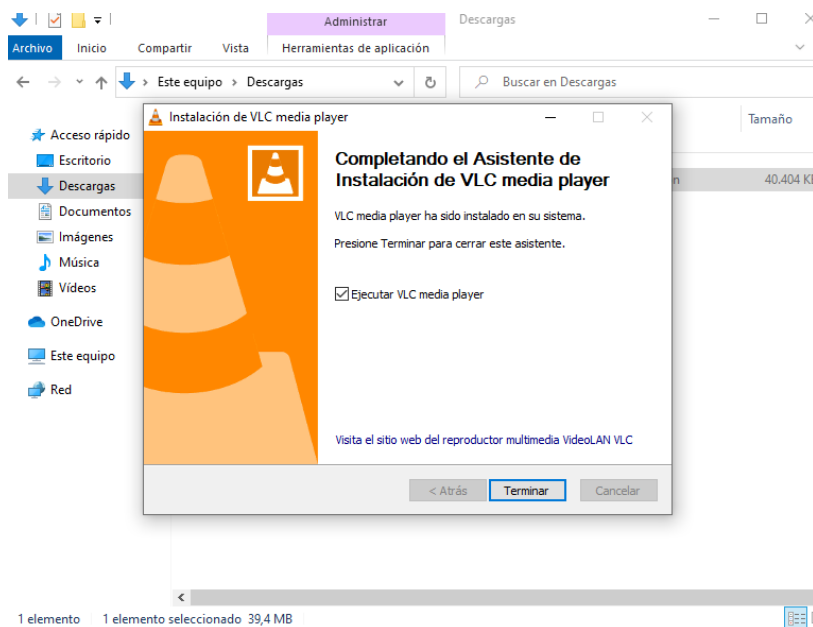 Administrar
Descargas
Archivo
Inicio
Compartir
Vista
Herramientas de aplicación
Este equipo
Descargas
Buscar en Descargas
Tamaño
Acceso rápido
Escritorio
Descargas
Documentos
Imágenes
Música
Vídeos
OneDrive
Este equipo
Red
40.404 K
Instalación de VLC media player
Completando el Asistente de
Instalación de VLC media player
VLC media player ha sido instalado en su sistema.
Presione Terminar para cerrar este asistente.
Ejecutar VLC media player
Visita el sitio web del reproductor multimedia VideoLAN VLC
< Atrás
Terminar
Cancelar
1 elemento
1 elemento seleccionado 39,4 MB